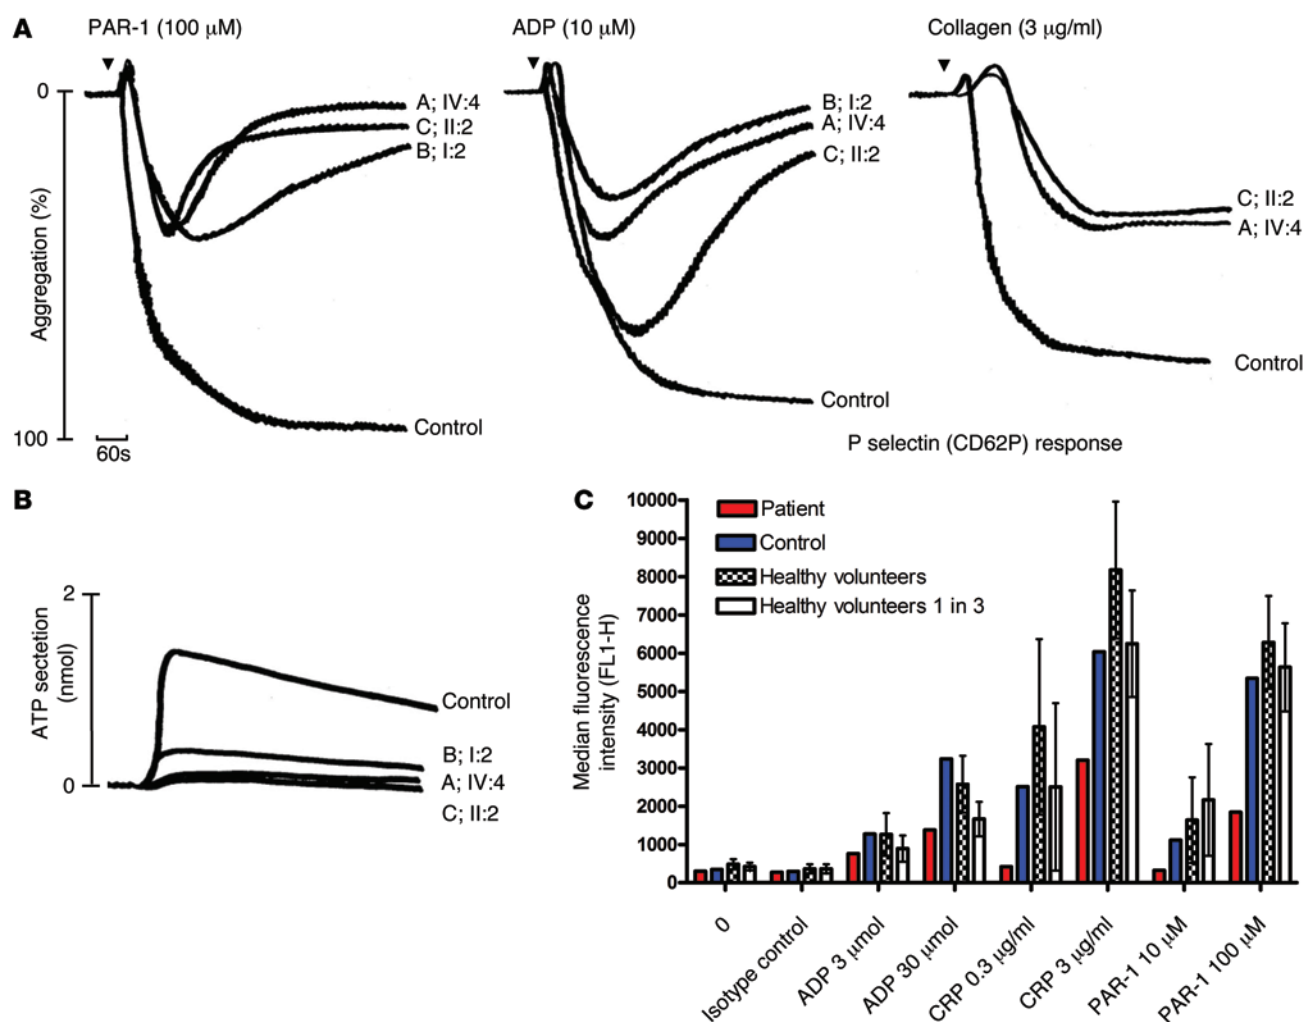 A
PAR-1 (100 μM)
ADP (10 μM)
Collagen (3 μg/ml)
Aggregation (%)
0
100
60s
A; IV:4
C; II:2
B; I:2
Control
B; I:2
A; IV:4
C; II:2
Control
C; II:2
A; IV:4
Control
B
ATP sectetion
(nmol)
2
0
Control
B; I:2
A; IV:4
C; II:2
P selectin (CD62P) response
C
Median fluorescence
intensity (FL1-H)
10000
9000
8000
7000
6000
5000
4000
3000
2000
1000
0
Patient
Control
Healthy volunteers
Healthy volunteers 1 in 3
0
Isotype control
ADP 3 μmol
ADP 30 μmol
CRP 0.3 μg/ml
CRP 3 μg/ml
PAR-1 10 μM
PAR-1 100 μM